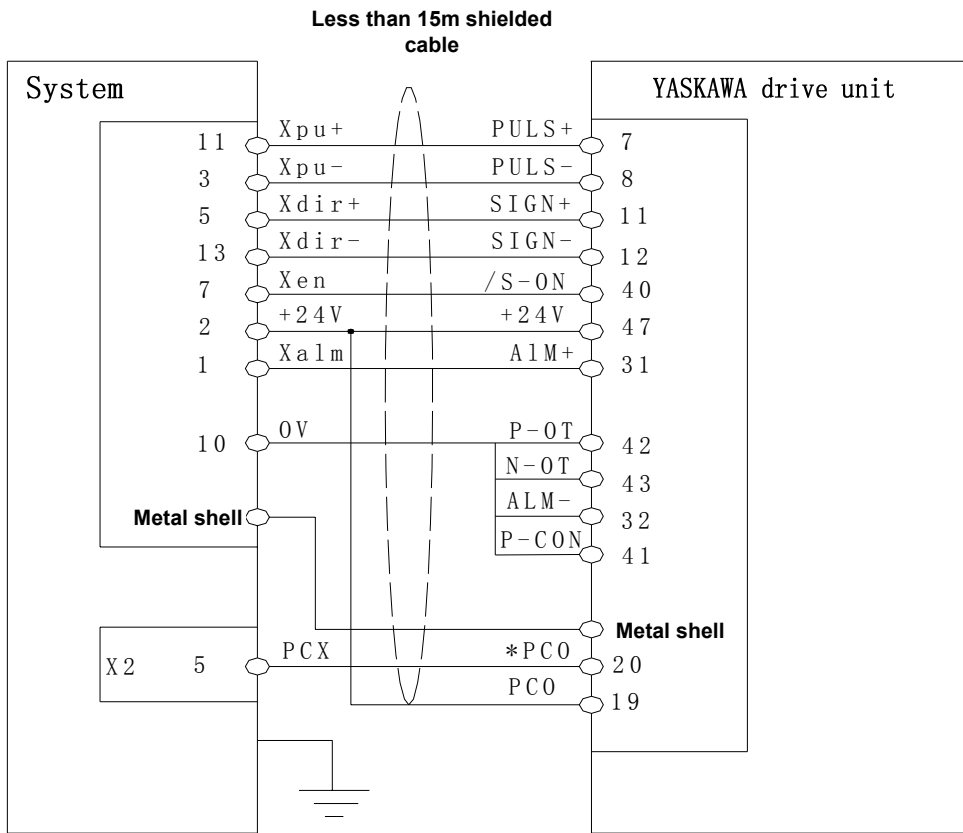 Less than 15m shielded
cable
System
YASKAWA drive unit
11 Xpu+ PULS+ 7
3 Xpu- PULS- 8
5 Xdir+ SIGN+ 11
13 Xdir- SIGN- 12
7 Xen /S-ON 40
2 +24V +24V 47
1 Xalm AlM+ 31
10 0V P-OT 42
N-OT 43
ALM- 32
P-CON 41
Metal shell
Metal shell
X2 5 PCX *PCO 20
PCO 19